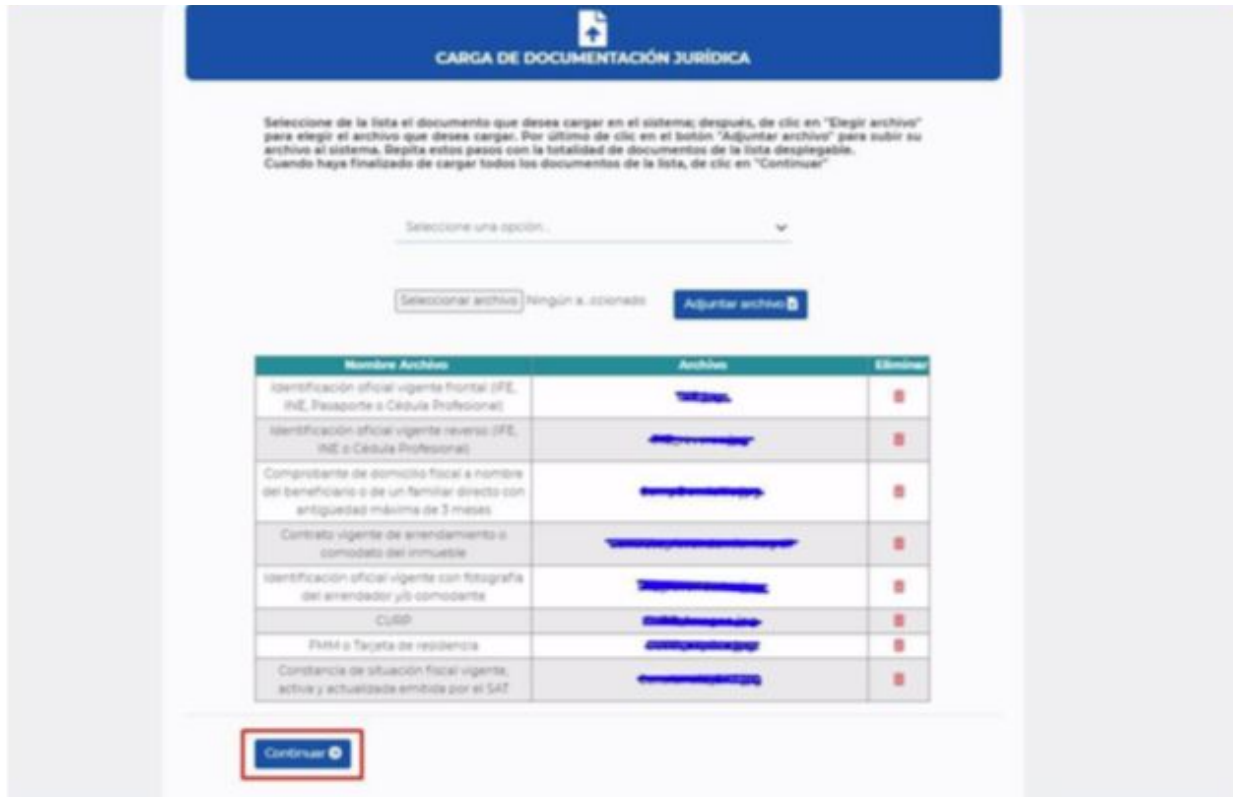 CARGA DE DOCUMENTACIÓN JURÍDICA
Seleccione de la lista el documento que desea cargar en el sistema; después, de clic en "Elegir archivo"
para elegir el archivo que desea cargar. Por último de clic en el botón "Adjuntar archivo" para subir su
archivo al sistema. Repita estos pasos con la totalidad de documentos de la lista desplegable.
Cuando haya finalizado de cargar todos los documentos de la lista, de clic en "Continuar"
Seleccione una opción...
Seleccionar archivo Ningún a...ccionado Adjuntar archivo
Nombre Archivo Archivo Eliminar
Identificación oficial vigente frontal (IFE,
INE, Pasaporte o Cédula Profesional)
Identificación oficial vigente reverso (IFE,
INE o Cédula Profesional)
Comprobante de domicilio fiscal a nombre
del beneficiario o de un familiar directo con
antigüedad máxima de 3 meses
Contrato vigente de arrendamiento o
comodato del inmueble
Identificación oficial vigente con fotografía
del arrendador y/o comodante
CURP
FMM o Tarjeta de residencia
Constancia de situación fiscal vigente,
activa y actualizada emitida por el SAT
Continuar